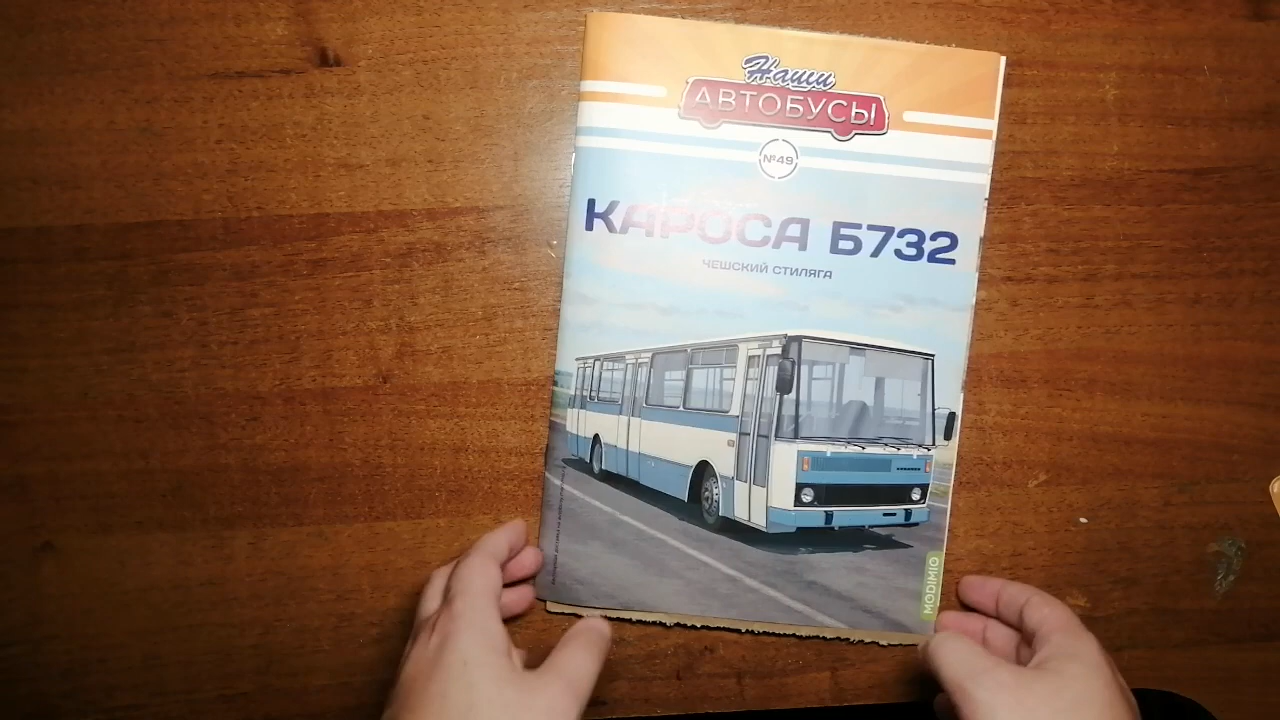 Наши
АВТОБУСЫ
№49
КАРОСА Б732
ЧЕШСКИЙ СТИЛЯГА
MODIMIO